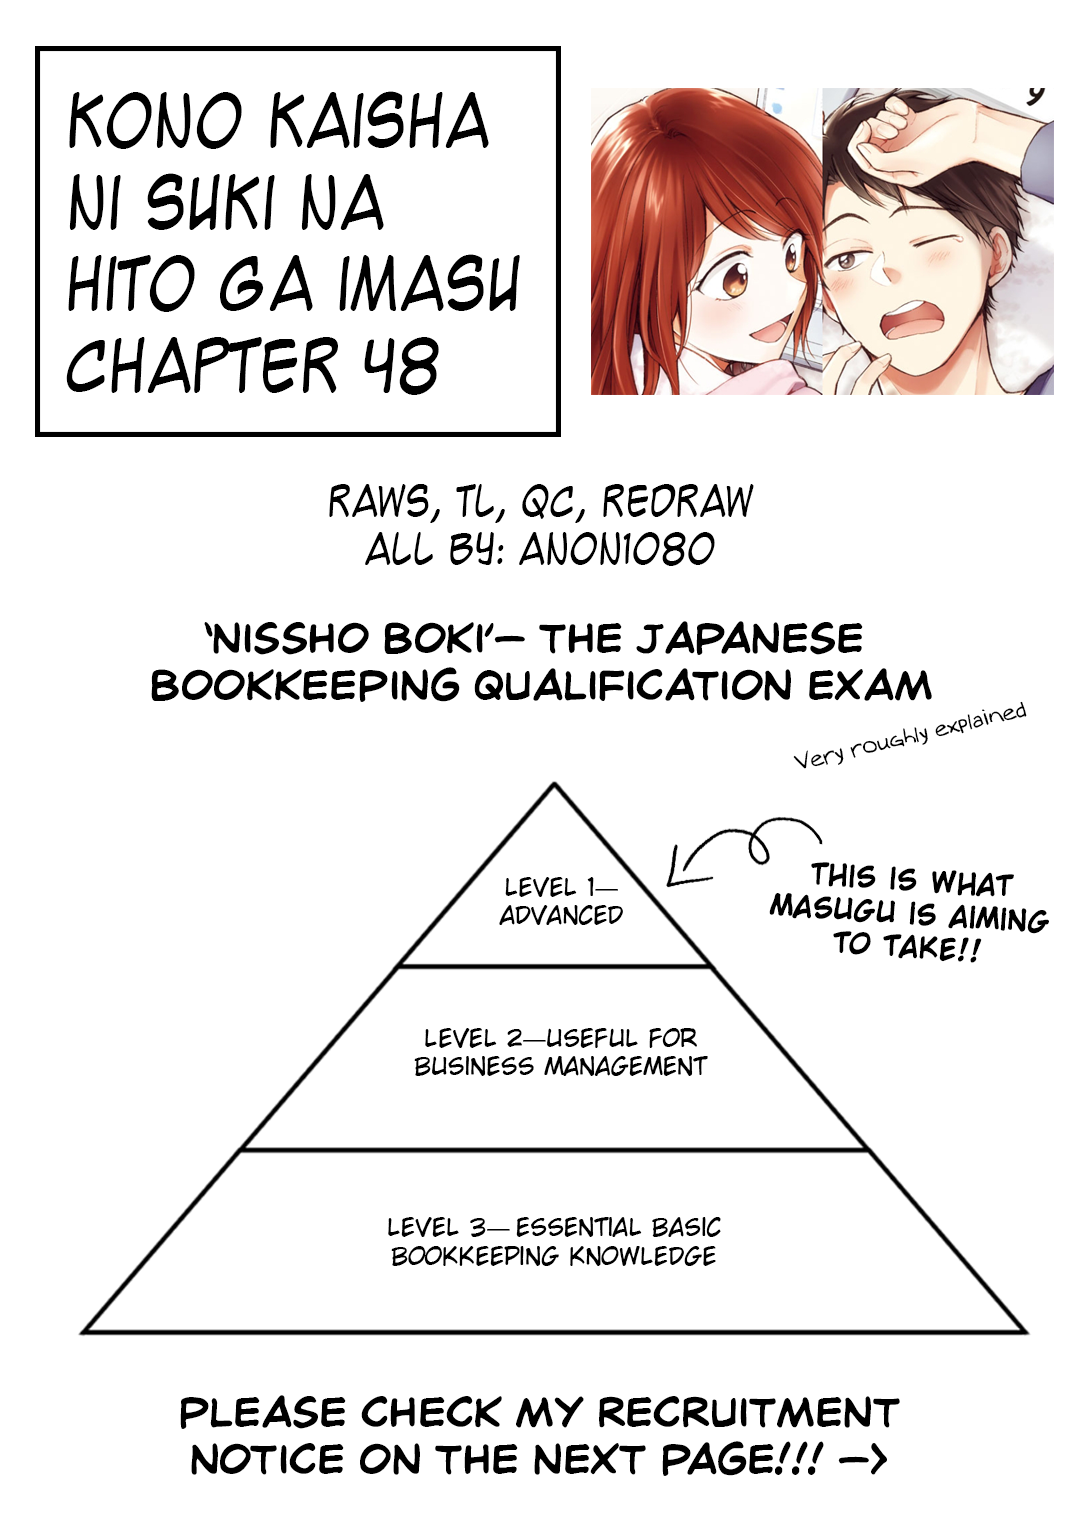 KONO KAISHA
NI SUKI NA
HITO GA IMASU
CHAPTER 48
9
RAWS, TL, QC, REDRAW
ALL BY: ANON1080
'NISSHO BOKI'— THE JAPANESE
BOOKKEEPING QUALIFICATION EXAM
Very roughly explained
LEVEL 1—
ADVANCED
THIS IS WHAT
MASUGU IS AIMING
TO TAKE!!
LEVEL 2—USEFUL FOR
BUSINESS MANAGEMENT
LEVEL 3— ESSENTIAL BASIC
BOOKKEEPING KNOWLEDGE
PLEASE CHECK MY RECRUITMENT
NOTICE ON THE NEXT PAGE!!! —>